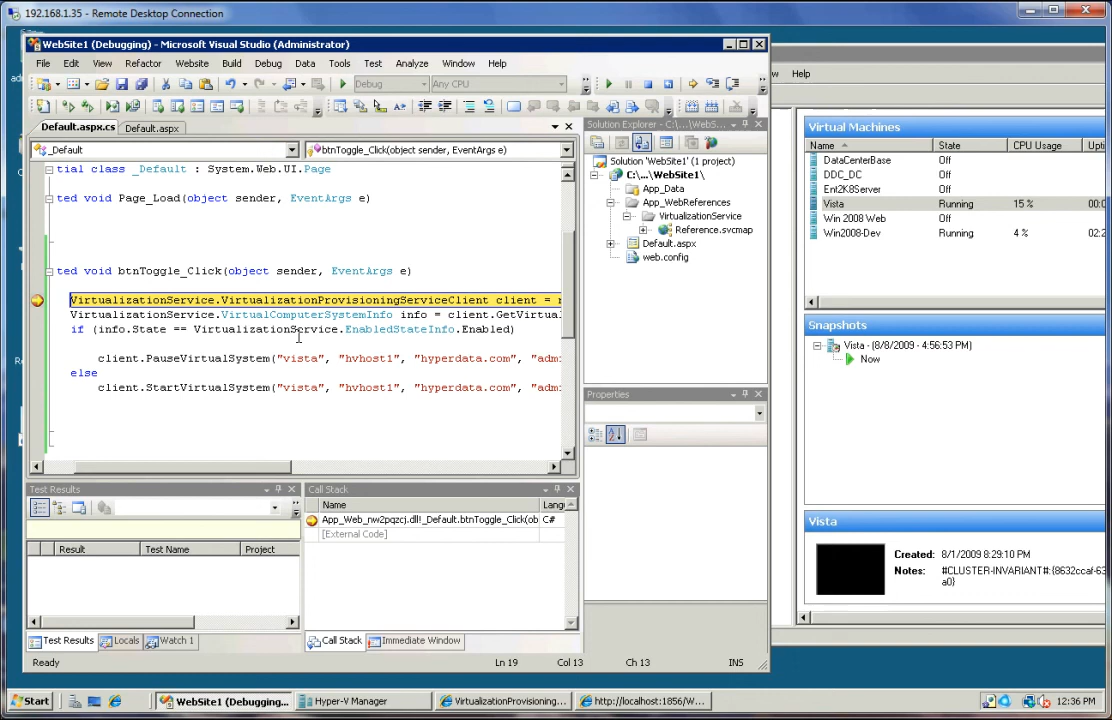 192.168.1.35 - Remote Desktop Connection
WebSite1 (Debugging) - Microsoft Visual Studio (Administrator)
File Edit View Refactor Website Build Debug Data Tools Test Analyze Window Help
Debug Any CPU
Default.aspx.cs Default.aspx
_Default
btnToggle_Click(object sender, EventArgs e)
tial class _Default : System.Web.UI.Page
ted void Page_Load(object sender, EventArgs e)
ted void btnToggle_Click(object sender, EventArgs e)
VirtualizationService.VirtualizationProvisioningServiceClient client =
VirtualizationService.VirtualComputerSystemInfo info = client.GetVirtua
if (info.State == VirtualizationService.EnabledStateInfo.Enabled)
client.PauseVirtualSystem("vista", "hvhost1", "hyperdata.com", "adm
else
client.StartVirtualSystem("vista", "hvhost1", "hyperdata.com", "adm
Solution Explorer - C:\...\WebS...
Solution 'WebSite1' (1 project)
C:\...\WebSite1\
App_Data
App_WebReferences
VirtualizationService
Reference.svcmap
Default.aspx
web.config
Properties
Test Results
Result Test Name Project
Test Results Locals Watch 1
Call Stack
Name Lang
App_Web_nw2pqzcj.dll!_Default.btnToggle_Click(ob C#
[External Code]
Call Stack Immediate Window
Ready Ln 19 Col 13 Ch 13 INS
w Help
Virtual Machines
Name State CPU Usage Upti
DataCenterBase Off
DDC_DC Off
Ent2K8Server Off
Vista Running 15 % 00:0
Win 2008 Web Off
Win2008-Dev Running 4 % 02:2
Snapshots
Vista - (8/8/2009 - 4:56:53 PM)
Now
Vista
Created: 8/1/2009 8:29:10 PM
Notes: #CLUSTER-INVARIANT#:{8632ccaf-63
a0}
Start
WebSite1 (Debugging...
Hyper-V Manager
VirtualizationProvisioning...
http://localhost:1856/W...
12:36 PM